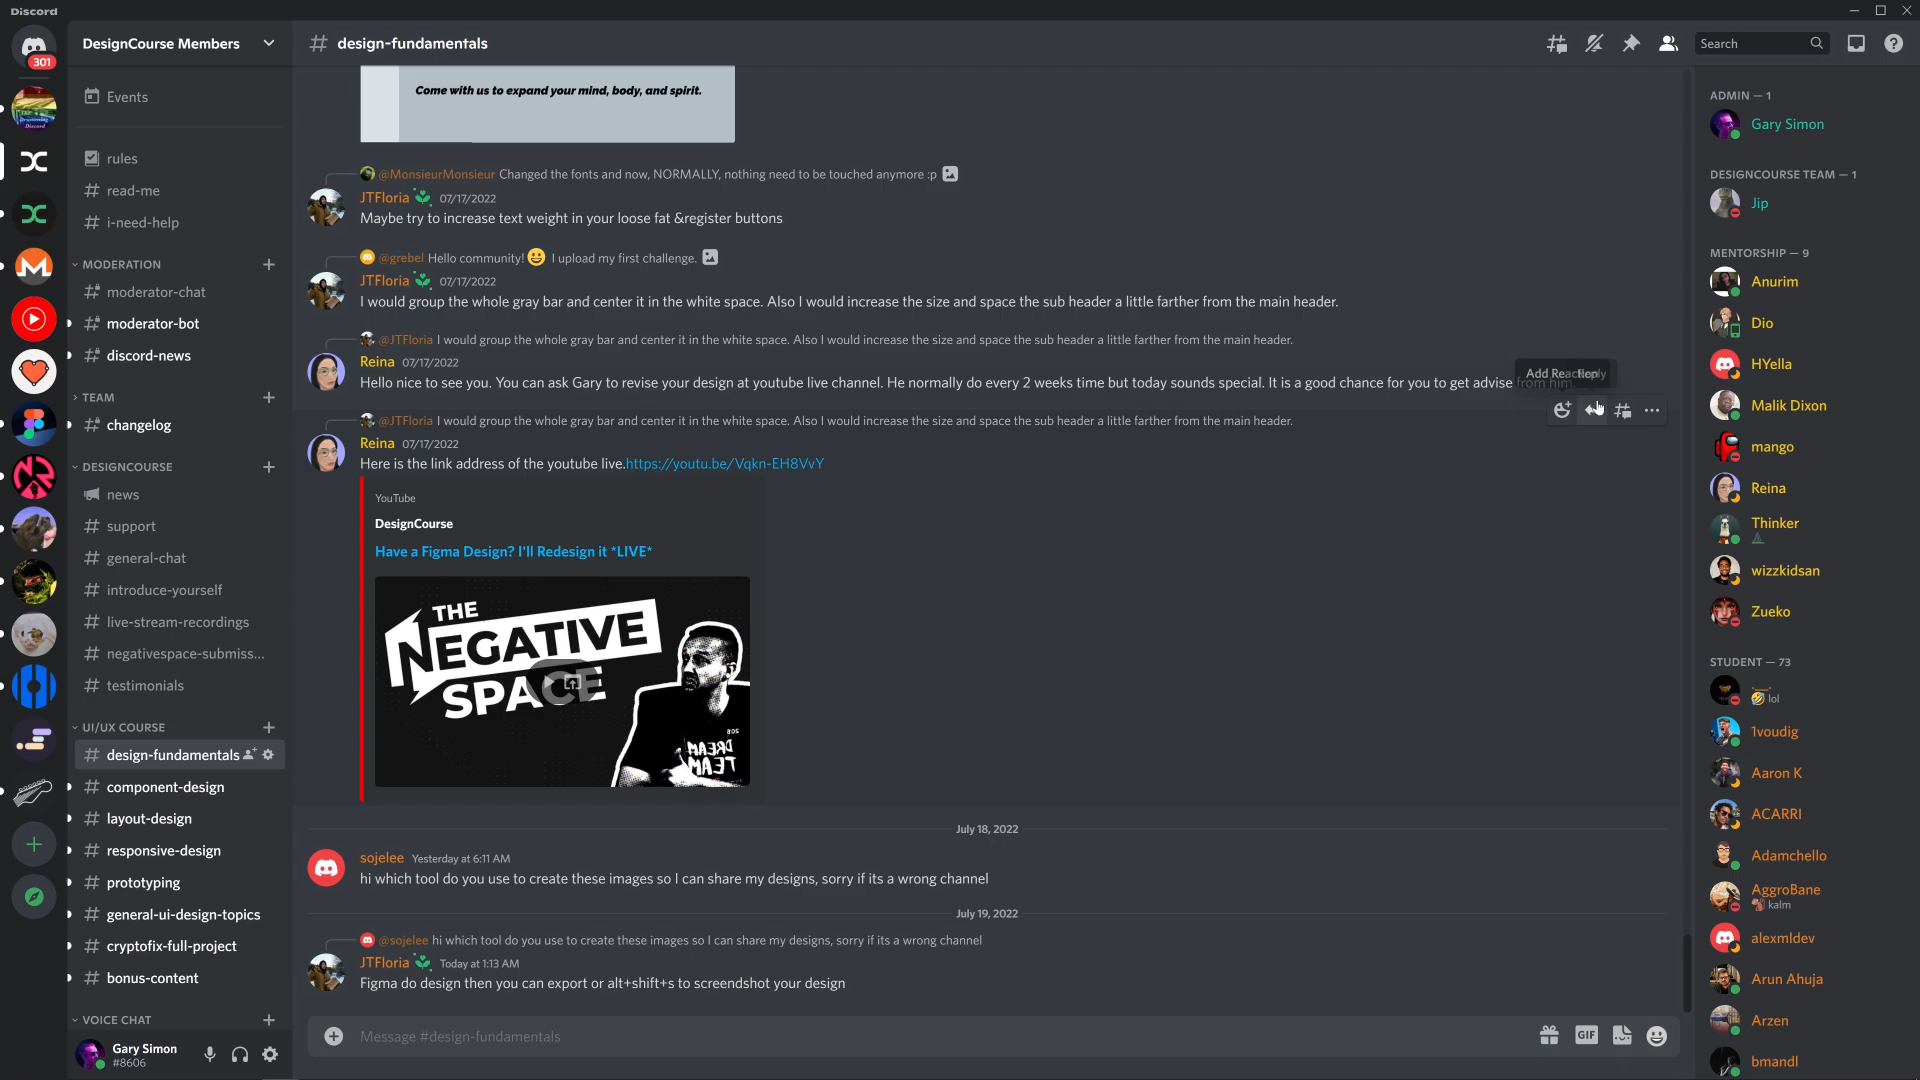 Discord
301
DesignCourse Members
Events
rules
read-me
i-need-help
MODERATION
moderator-chat
moderator-bot
discord-news
TEAM
changelog
DESIGNCOURSE
news
support
general-chat
introduce-yourself
live-stream-recordings
negativespace-submiss...
testimonials
UI/UX COURSE
design-fundamentals
component-design
layout-design
responsive-design
prototyping
general-ui-design-topics
cryptofix-full-project
bonus-content
VOICE CHAT
Gary Simon
#8606
# design-fundamentals
Search
Come with us to expand your mind, body, and spirit.
@MonsieurMonsieur Changed the fonts and now, NORMALLY, nothing need to be touched anymore :p
JTFloria 07/17/2022
Maybe try to increase text weight in your loose fat &register buttons
@grebel Hello community! 😀 I upload my first challenge.
JTFloria 07/17/2022
I would group the whole gray bar and center it in the white space. Also I would increase the size and space the sub header a little farther from the main header.
@JTFloria I would group the whole gray bar and center it in the white space. Also I would increase the size and space the sub header a little farther from the main header.
Reina 07/17/2022
Hello nice to see you. You can ask Gary to revise your design at youtube live channel. He normally do every 2 weeks time but today sounds special. It is a good chance for you to get advise from him
Add Reaction
@JTFloria I would group the whole gray bar and center it in the white space. Also I would increase the size and space the sub header a little farther from the main header.
Reina 07/17/2022
Here is the link address of the youtube live.https://youtu.be/Vqkn-EH8VvY
YouTube
DesignCourse
Have a Figma Design? I'll Redesign it *LIVE*
THE
NEGATIVE
SPACE
DREAM
TEAM
July 18, 2022
sojelee Yesterday at 6:11 AM
hi which tool do you use to create these images so I can share my designs, sorry if its a wrong channel
July 19, 2022
@sojelee hi which tool do you use to create these images so I can share my designs, sorry if its a wrong channel
JTFloria Today at 1:13 AM
Figma do design then you can export or alt+shift+s to screendshot your design
Message #design-fundamentals
GIF
ADMIN — 1
Gary Simon
DESIGNCOURSE TEAM — 1
Jip
MENTORSHIP — 9
Anurim
Dio
HYella
Malik Dixon
mango
Reina
Thinker
wizzkidsan
Zueko
STUDENT — 73
lol
1voudig
Aaron K
ACARRI
Adamchello
AggroBane
kalm
alexmldev
Arun Ahuja
Arzen
bmandl